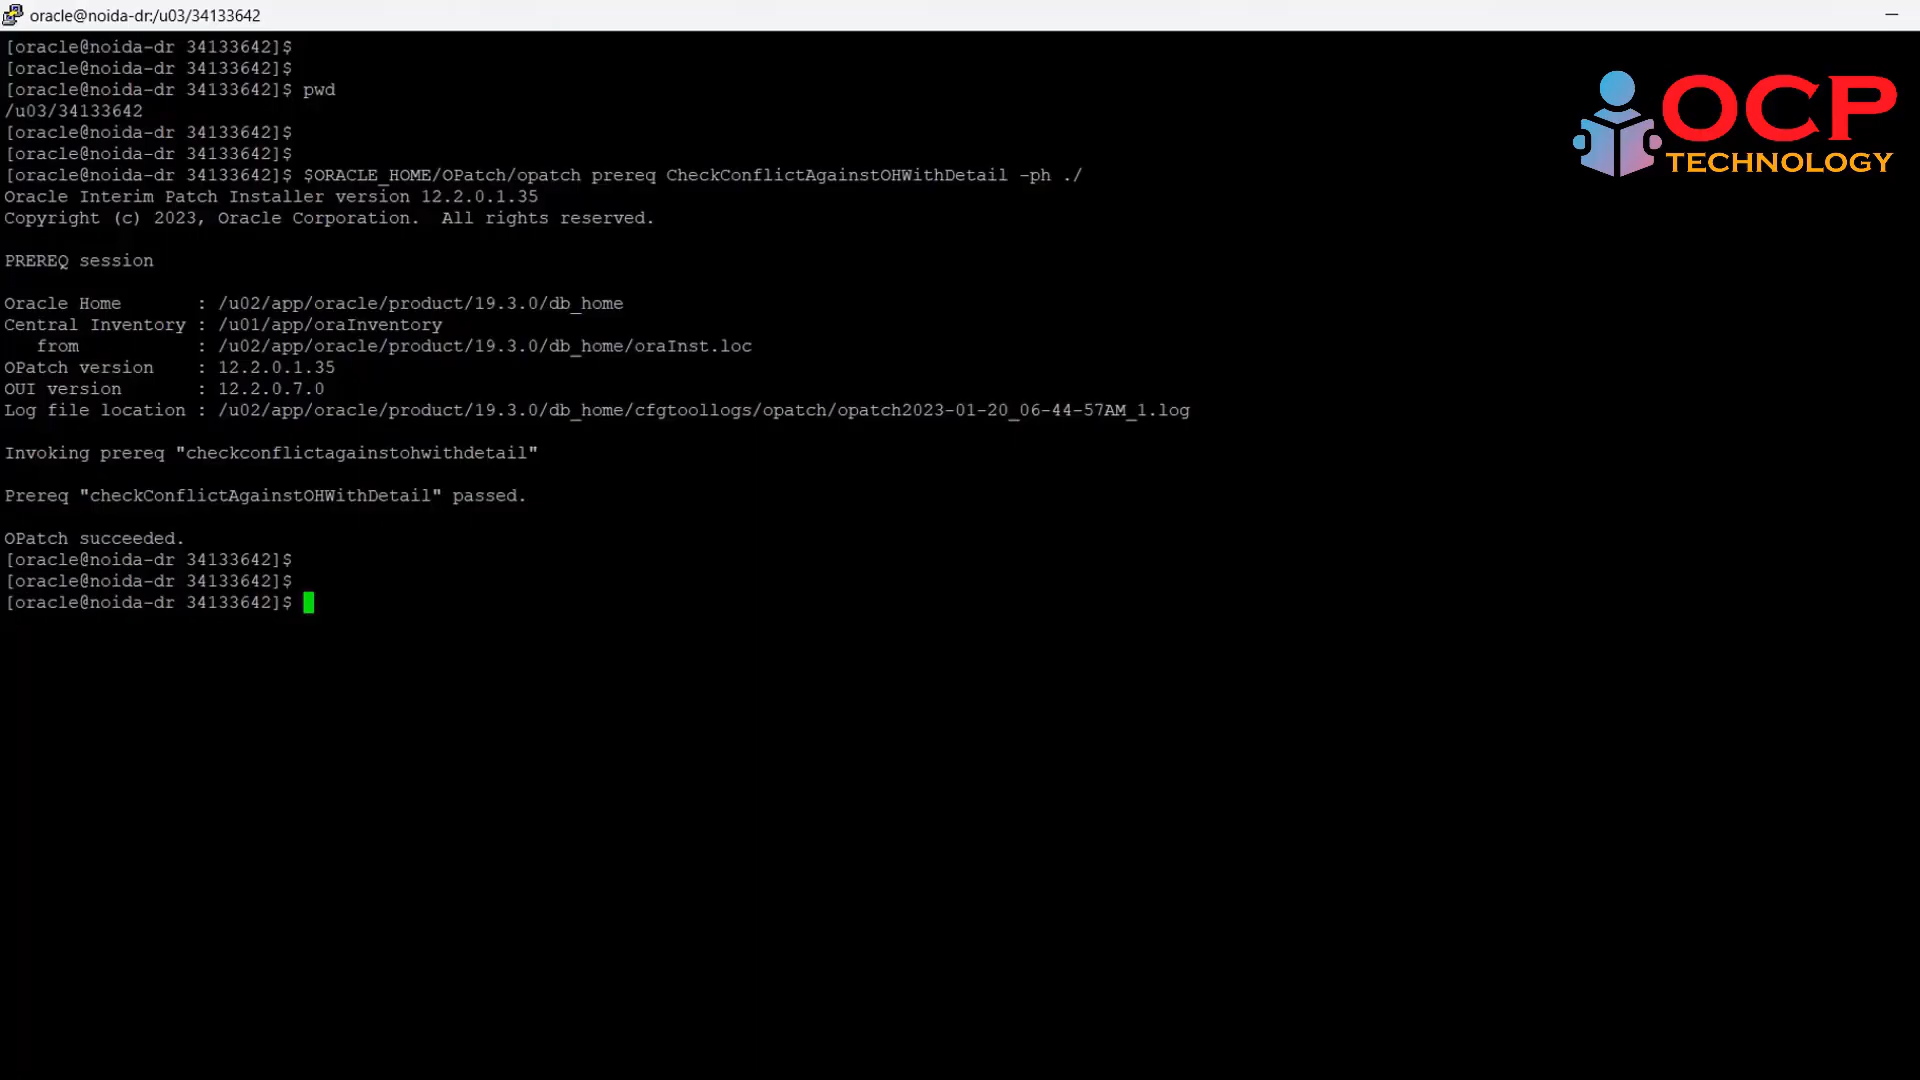 oracle@noida-dr:/u03/34133642
[oracle@noida-dr 34133642]$
[oracle@noida-dr 34133642]$
[oracle@noida-dr 34133642]$ pwd
/u03/34133642
[oracle@noida-dr 34133642]$
[oracle@noida-dr 34133642]$
[oracle@noida-dr 34133642]$ $ORACLE_HOME/OPatch/opatch prereq CheckConflictAgainstOHWithDetail -ph ./
Oracle Interim Patch Installer version 12.2.0.1.35
Copyright (c) 2023, Oracle Corporation.  All rights reserved.
PREREQ session
Oracle Home       : /u02/app/oracle/product/19.3.0/db_home
Central Inventory : /u01/app/oraInventory
   from           : /u02/app/oracle/product/19.3.0/db_home/oraInst.loc
OPatch version    : 12.2.0.1.35
OUI version       : 12.2.0.7.0
Log file location : /u02/app/oracle/product/19.3.0/db_home/cfgtoollogs/opatch/opatch2023-01-20_06-44-57AM_1.log
Invoking prereq "checkconflictagainstohwithdetail"
Prereq "checkConflictAgainstOHWithDetail" passed.
OPatch succeeded.
[oracle@noida-dr 34133642]$
[oracle@noida-dr 34133642]$
[oracle@noida-dr 34133642]$
OCP
TECHNOLOGY